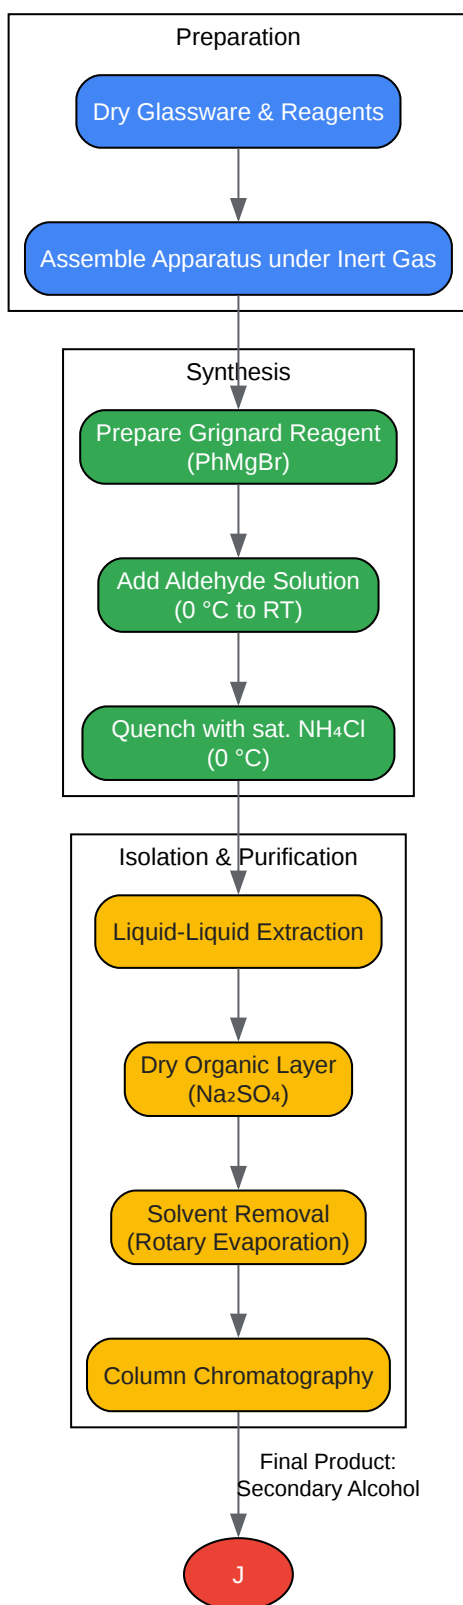 Preparation
Dry Glassware & Reagents
Assemble Apparatus under Inert Gas
Synthesis
Prepare Grignard Reagent
(PhMgBr)
Add Aldehyde Solution
(0 °C to RT)
Quench with sat. NH₄Cl
(0 °C)
Isolation & Purification
Liquid-Liquid Extraction
Dry Organic Layer
(Na₂SO₄)
Solvent Removal
(Rotary Evaporation)
Column Chromatography
Final Product:
Secondary Alcohol
J